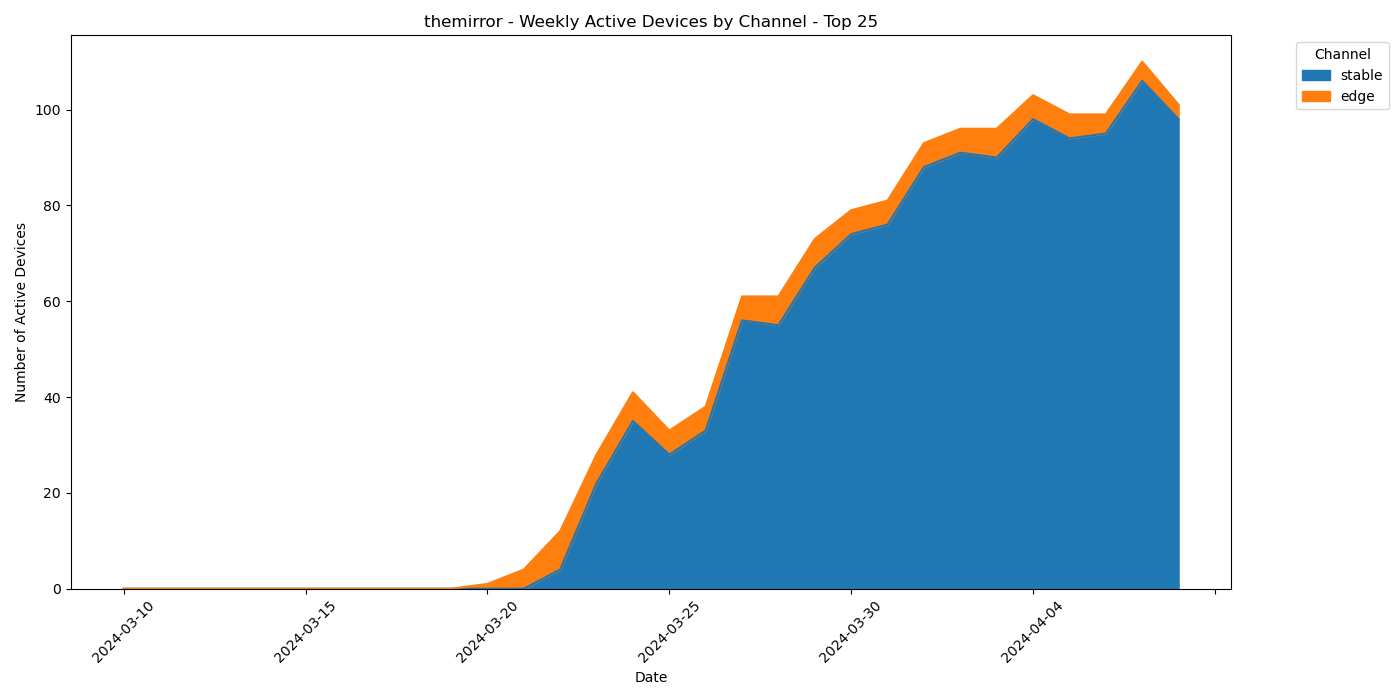 themirror - Weekly Active Devices by Channel - Top 25
Channel
stable
edge
Number of Active Devices
100
80
60
40
20
0
2024-03-10
2024-03-15
2024-03-20
2024-03-25
2024-03-30
2024-04-04
Date